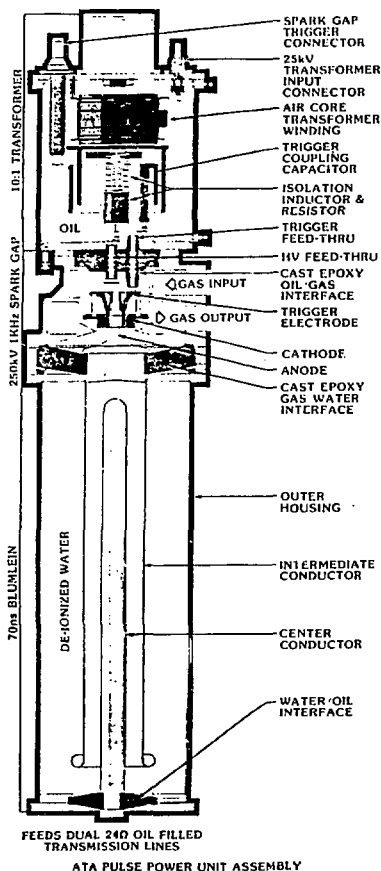 SPARK GAP
TRIGGER
CONNECTOR
25kV
TRANSFORMER
INPUT
CONNECTOR
AIR CORE
TRANSFORMER
WINDING
TRIGGER
COUPLING
CAPACITOR
ISOLATION
INDUCTOR &
RESISTOR
TRIGGER
FEED-THRU
HV FEED-THRU
CAST EPOXY
OIL/GAS
INTERFACE
TRIGGER
ELECTRODE
CATHODE
ANODE
CAST EPOXY
GAS WATER
INTERFACE
OUTER
HOUSING
INTERMEDIATE
CONDUCTOR
CENTER
CONDUCTOR
WATER/OIL
INTERFACE
10:1 TRANSFORMER
250kV 1KHz SPARK GAP
70ns BLUMLEIN
OIL
GAS INPUT
GAS OUTPUT
DE-IONIZED WATER
FEEDS DUAL 24Ω OIL FILLED
TRANSMISSION LINES
ATA PULSE POWER UNIT ASSEMBLY